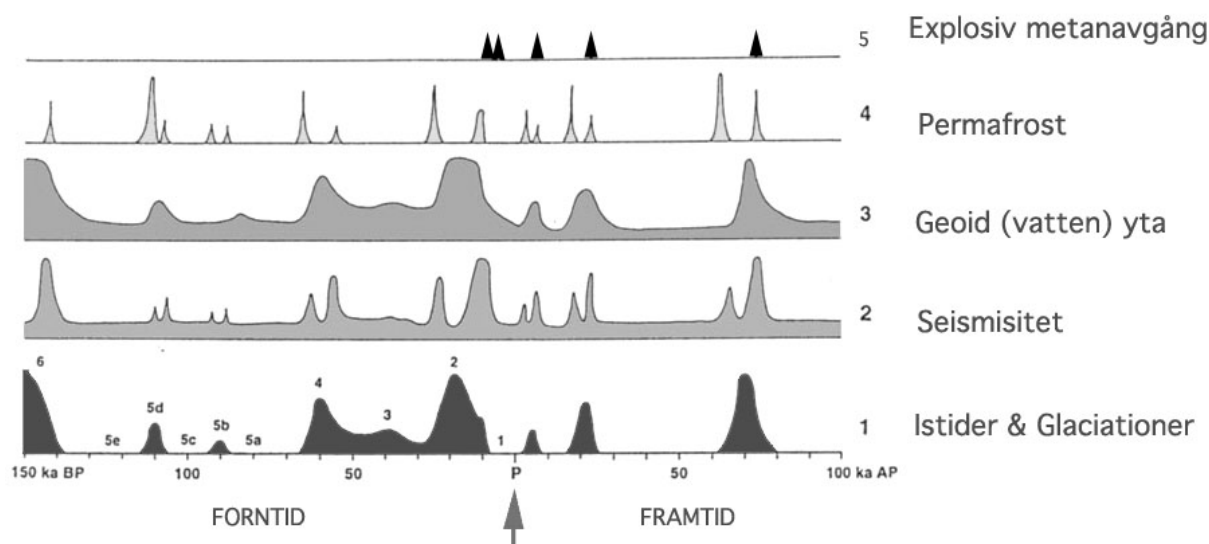 5 Explosiv metanavgång
4 Permafrost
3 Geoid (vatten) yta
2 Seismisitet
6 5e 5d 5c 5b 5a 4 3 2 1
1 Istider & Glaciationer
150 ka BP 100 50 P 50 100 ka AP
FORNTID FRAMTID